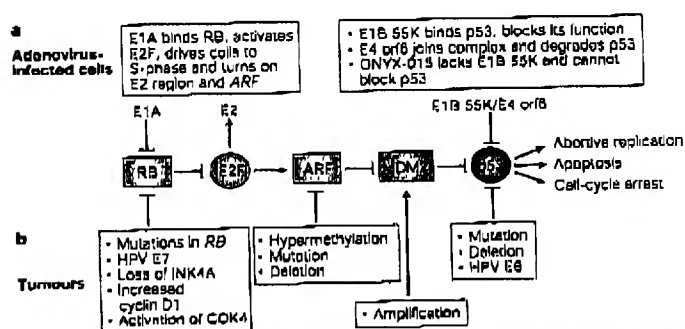 a
Adenovirus-
infected cells
E1A binds RB, activates
E2F, drives cells to
S-phase and turns on
E2 region and ARF
• E1B 55K binds p53, blocks its function
• E4 orf6 joins complex and degrades p53
• ONYX-015 lacks E1B 55K and cannot
block p53
E1A
E2
E1B 55K/E4 orf6
RB
E2F
ARF
DM
Abortive replication
Apoptosis
Cell-cycle arrest
b
Tumours
• Mutations in RB
• HPV E7
• Loss of INK4A
• Increased
cyclin D1
• Activation of CDK4
• Hypermethylation
• Mutation
• Deletion
• Amplification
• Mutation
• Deletion
• HPV E6